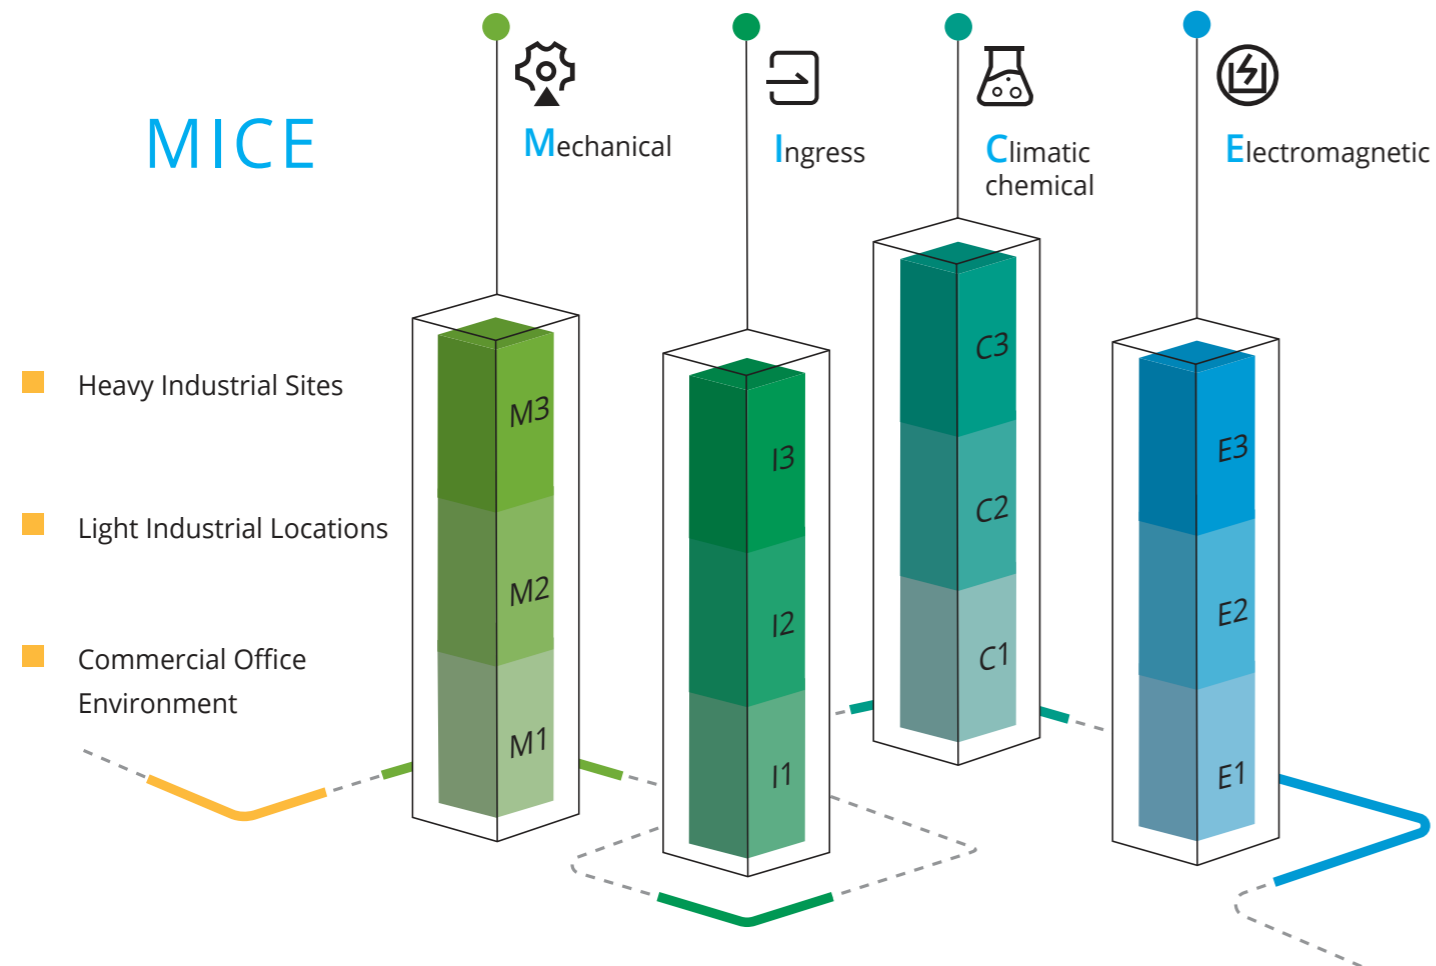 MICE
Mechanical
Ingress
Climatic
chemical
Electromagnetic
Heavy Industrial Sites
Light Industrial Locations
Commercial Office
Environment
M3
M2
M1
I3
I2
I1
C3
C2
C1
E3
E2
E1